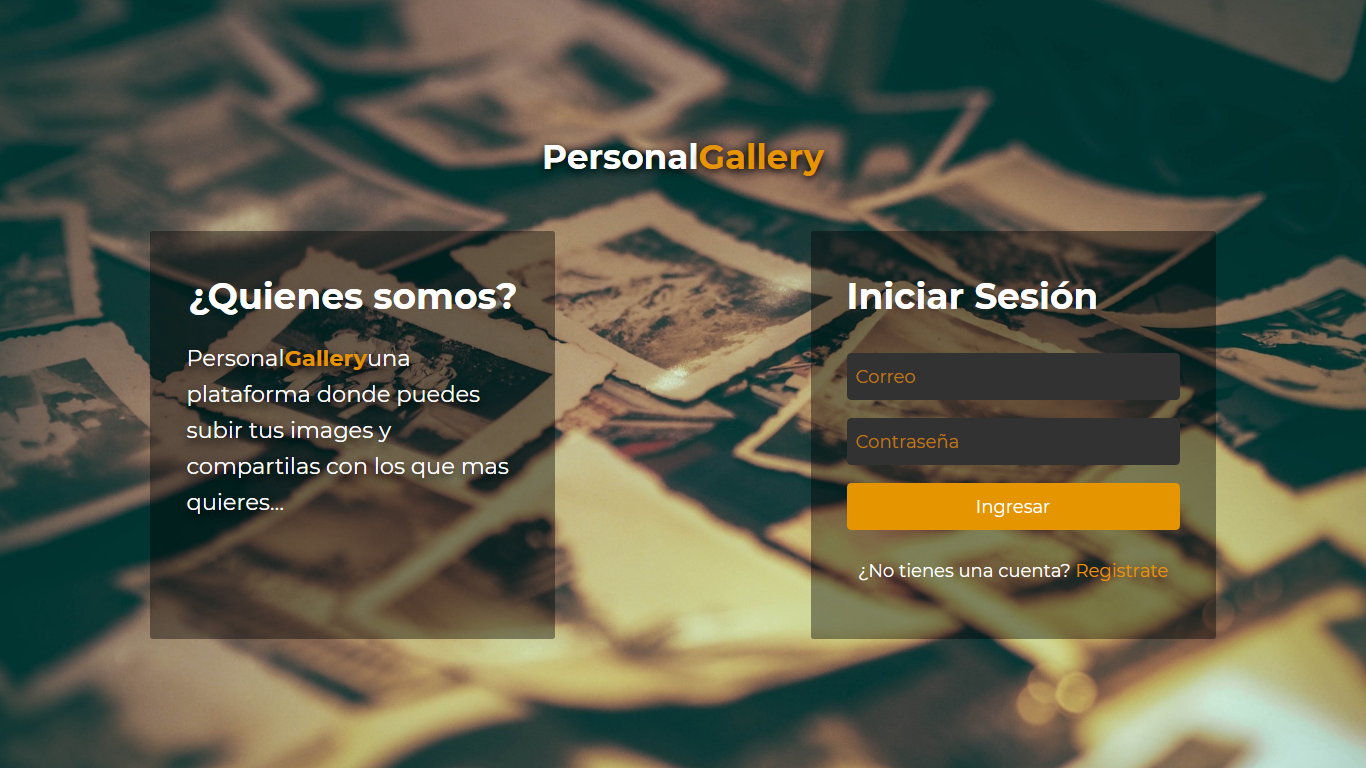 PersonalGallery
¿Quienes somos?
PersonalGalleryuna
plataforma donde puedes
subir tus images y
compartilas con los que mas
quieres...
Iniciar Sesión
Correo
Contraseña
Ingresar
¿No tienes una cuenta? Registrate